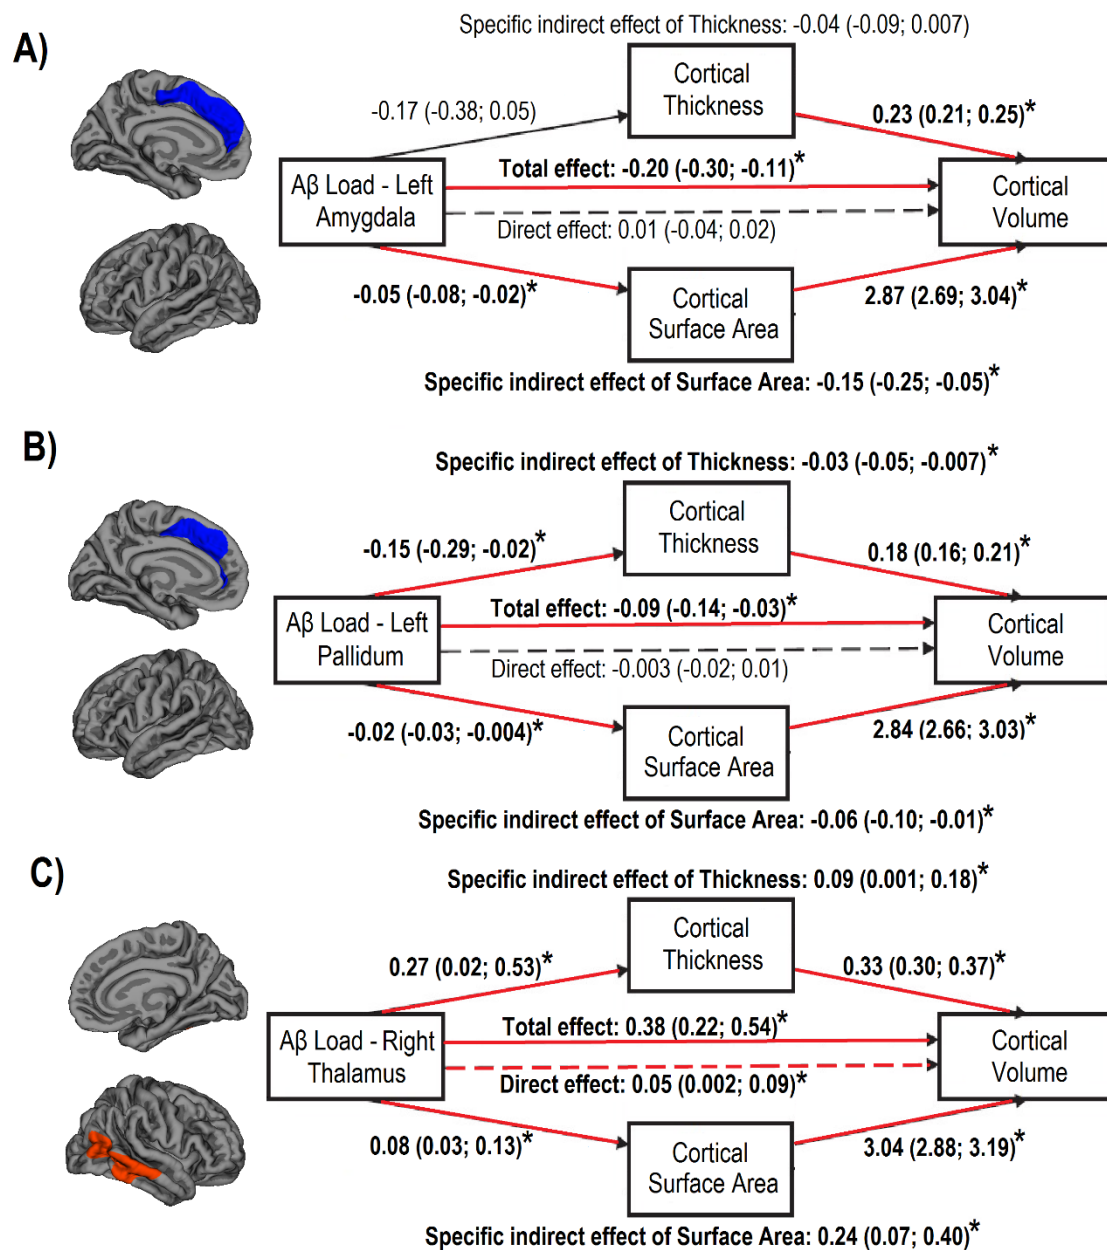 A)
Specific indirect effect of Thickness: -0.04 (-0.09; 0.007)
Cortical
Thickness
-0.17 (-0.38; 0.05)
0.23 (0.21; 0.25)*
Total effect: -0.20 (-0.30; -0.11)*
Aβ Load - Left
Amygdala
Cortical
Volume
Direct effect: 0.01 (-0.04; 0.02)
-0.05 (-0.08; -0.02)*
Cortical
Surface Area
2.87 (2.69; 3.04)*
Specific indirect effect of Surface Area: -0.15 (-0.25; -0.05)*
B)
Specific indirect effect of Thickness: -0.03 (-0.05; -0.007)*
Cortical
Thickness
-0.15 (-0.29; -0.02)*
0.18 (0.16; 0.21)*
Total effect: -0.09 (-0.14; -0.03)*
Aβ Load - Left
Pallidum
Cortical
Volume
Direct effect: -0.003 (-0.02; 0.01)
-0.02 (-0.03; -0.004)*
Cortical
Surface Area
2.84 (2.66; 3.03)*
Specific indirect effect of Surface Area: -0.06 (-0.10; -0.01)*
C)
Specific indirect effect of Thickness: 0.09 (0.001; 0.18)*
Cortical
Thickness
0.27 (0.02; 0.53)*
0.33 (0.30; 0.37)*
Total effect: 0.38 (0.22; 0.54)*
Aβ Load - Right
Thalamus
Cortical
Volume
Direct effect: 0.05 (0.002; 0.09)*
0.08 (0.03; 0.13)*
Cortical
Surface Area
3.04 (2.88; 3.19)*
Specific indirect effect of Surface Area: 0.24 (0.07; 0.40)*